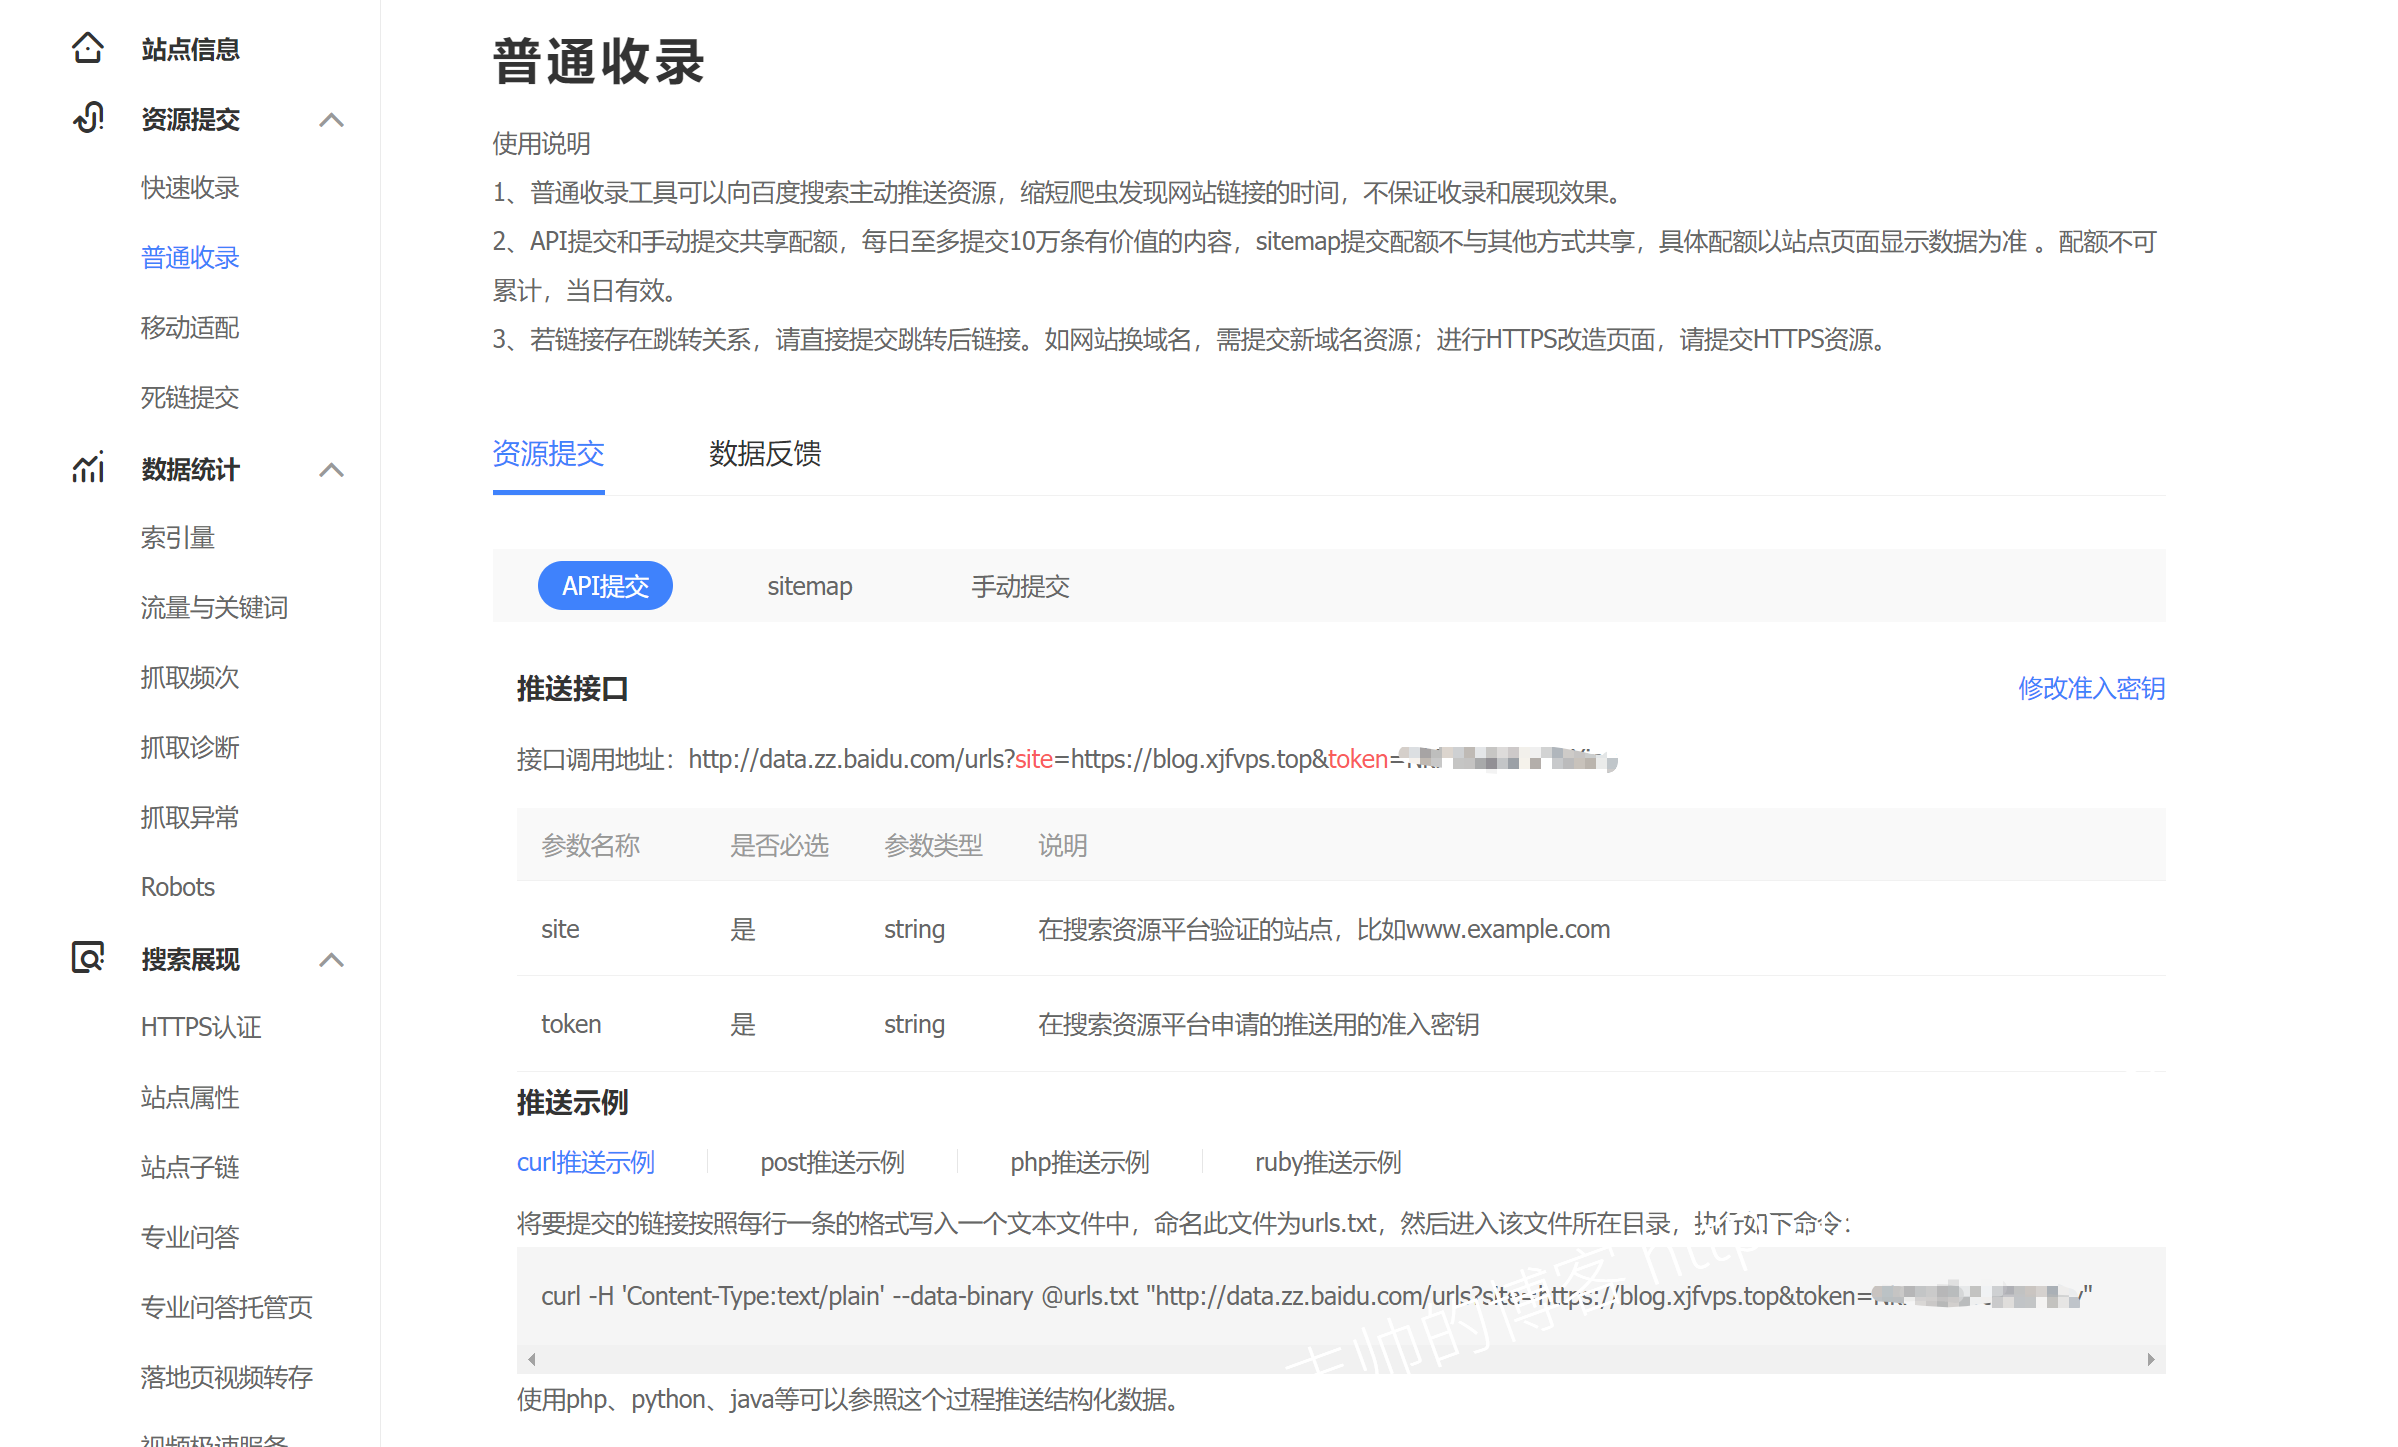 站点信息
资源提交
快速收录
普通收录
移动适配
死链提交
数据统计
索引量
流量与关键词
抓取频次
抓取诊断
抓取异常
Robots
搜索展现
HTTPS认证
站点属性
站点子链
专业问答
专业问答托管页
落地页视频转存
视频极速服务
普通收录
使用说明
1、普通收录工具可以向百度搜索主动推送资源，缩短爬虫发现网站链接的时间，不保证收录和展现效果。
2、API提交和手动提交共享配额，每日至多提交10万条有价值的内容，sitemap提交配额不与其他方式共享，具体配额以站点页面显示数据为准 。配额不可
累计，当日有效。
3、若链接存在跳转关系，请直接提交跳转后链接。如网站换域名，需提交新域名资源；进行HTTPS改造页面，请提交HTTPS资源。
资源提交 数据反馈
API提交 sitemap 手动提交
推送接口 修改准入密钥
接口调用地址：http://data.zz.baidu.com/urls?site=https://blog.xjfvps.top&token=
参数名称 是否必选 参数类型 说明
site 是 string 在搜索资源平台验证的站点，比如www.example.com
token 是 string 在搜索资源平台申请的推送用的准入密钥
推送示例
curl推送示例 post推送示例 php推送示例 ruby推送示例
将要提交的链接按照每行一条的格式写入一个文本文件中，命名此文件为urls.txt，然后进入该文件所在目录，执行如下命令：
curl -H 'Content-Type:text/plain' --data-binary @urls.txt "http://data.zz.baidu.com/urls?site=https://blog.xjfvps.top&token="
帅的博客 http
使用php、python、java等可以参照这个过程推送结构化数据。